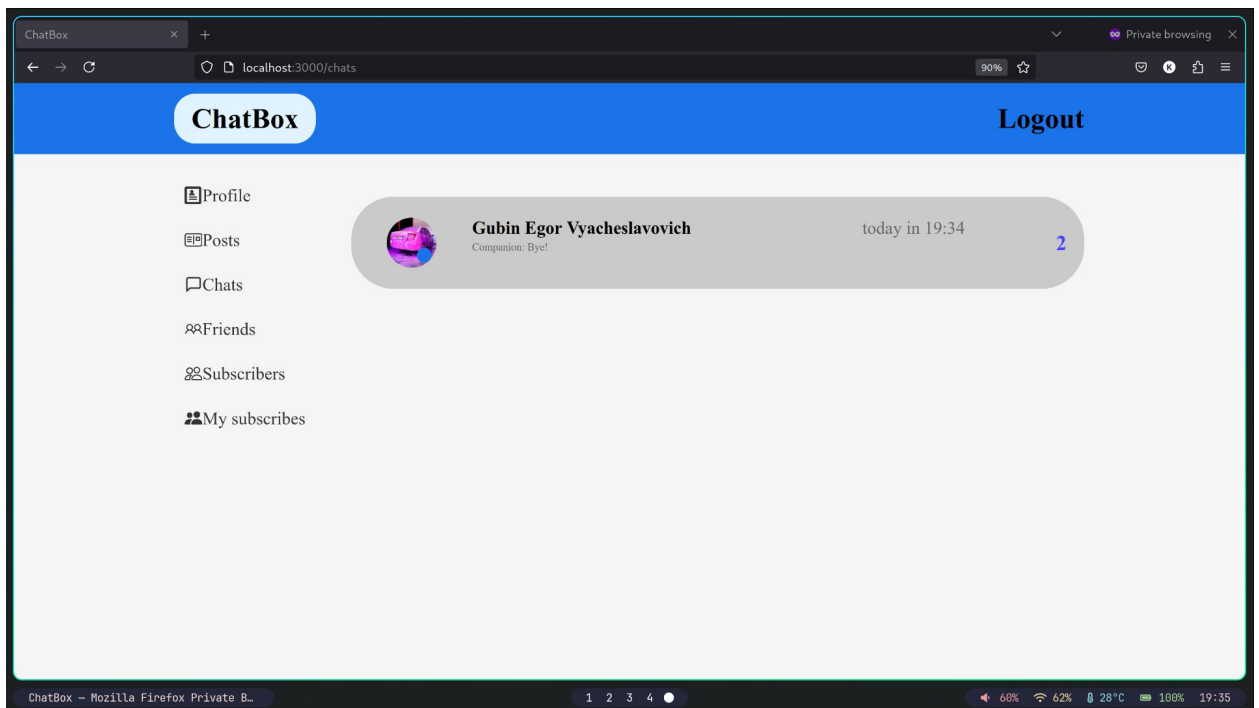 ChatBox
Private browsing
localhost:3000/chats
90%
K
ChatBox
Logout
Profile
Posts
Chats
Friends
Subscribers
My subscribes
Gubin Egor Vyacheslavovich
today in 19:34
Companion: Bye!
2
ChatBox — Mozilla Firefox Private B…
1 2 3 4
60% 62% 28°C 100% 19:35